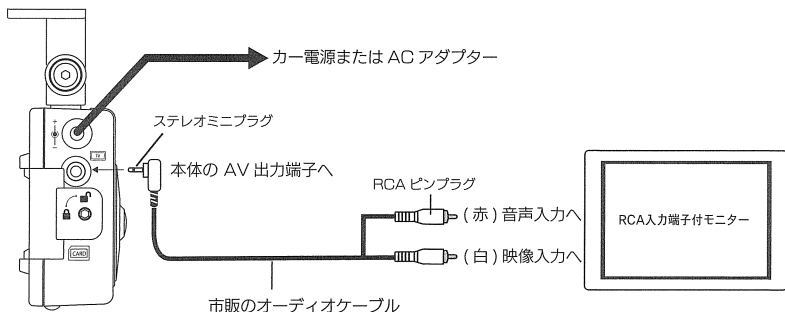 カー電源または AC アダプター
ステレオミニプラグ
本体の AV 出力端子へ
RCA ピンプラグ
(赤) 音声入力へ
RCA入力端子付モニター
(白) 映像入力へ
市販のオーディオケーブル
+
-
CARD